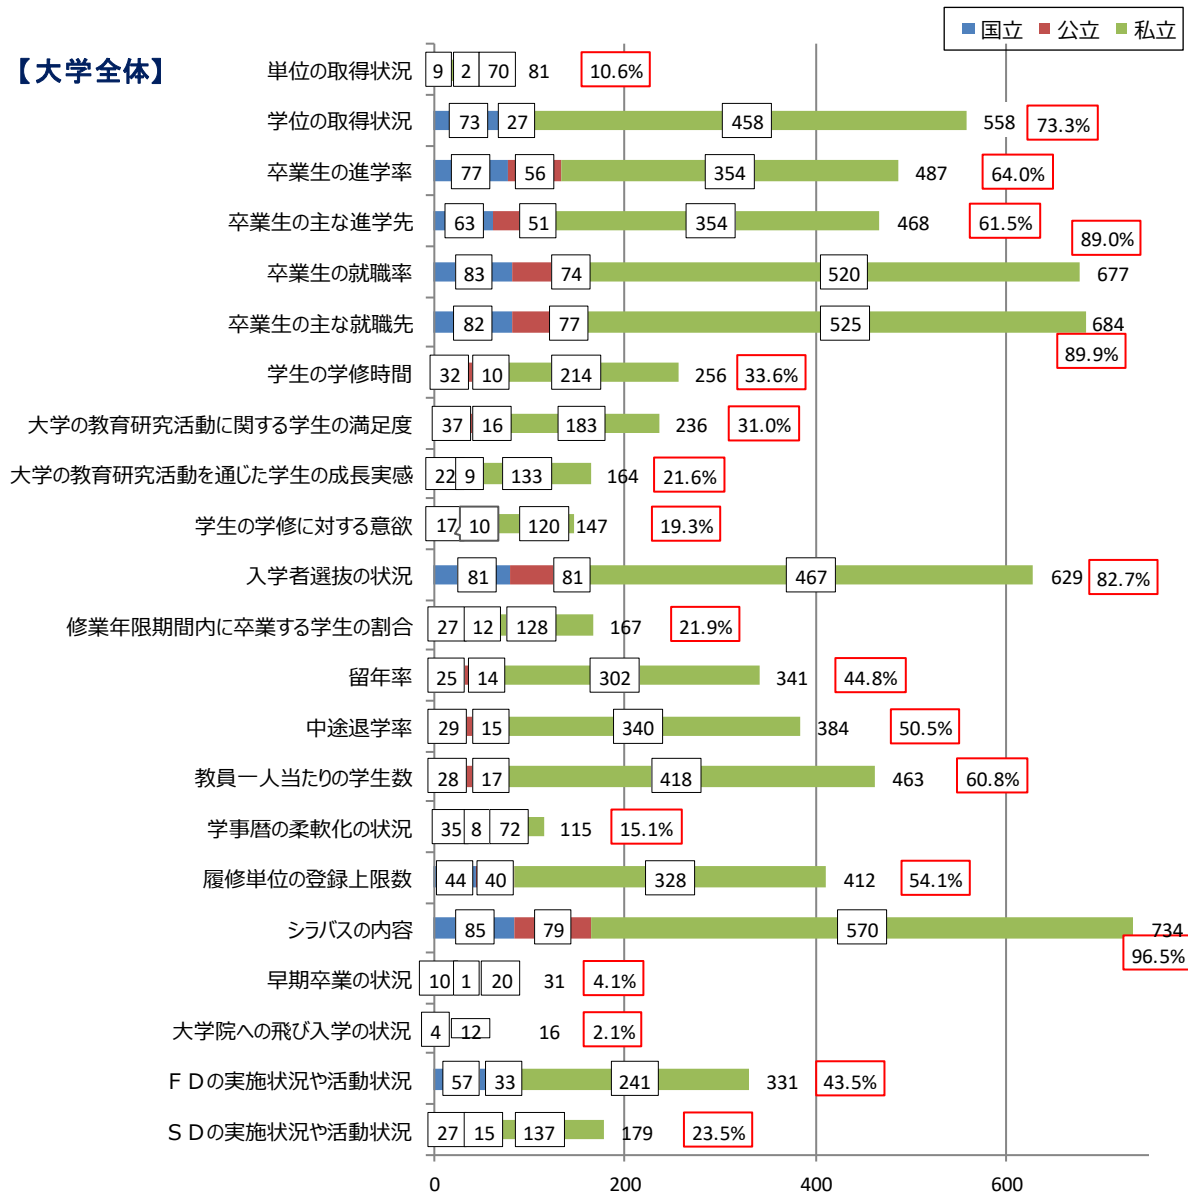 国立 公立 私立
【大学全体】
単位の取得状況 9 2 70 81 10.6%
学位の取得状況 73 27 458 558 73.3%
卒業生の進学率 77 56 354 487 64.0%
卒業生の主な進学先 63 51 354 468 61.5%
卒業生の就職率 83 74 520 677 89.0%
卒業生の主な就職先 82 77 525 684 89.9%
学生の学修時間 32 10 214 256 33.6%
大学の教育研究活動に関する学生の満足度 37 16 183 236 31.0%
大学の教育研究活動を通じた学生の成長実感 22 9 133 164 21.6%
学生の学修に対する意欲 17 10 120 147 19.3%
入学者選抜の状況 81 81 467 629 82.7%
修業年限期間内に卒業する学生の割合 27 12 128 167 21.9%
留年率 25 14 302 341 44.8%
中途退学率 29 15 340 384 50.5%
教員一人当たりの学生数 28 17 418 463 60.8%
学事暦の柔軟化の状況 35 8 72 115 15.1%
履修単位の登録上限数 44 40 328 412 54.1%
シラバスの内容 85 79 570 734 96.5%
早期卒業の状況 10 1 20 31 4.1%
大学院への飛び入学の状況 4 12 16 2.1%
ＦＤの実施状況や活動状況 57 33 241 331 43.5%
ＳＤの実施状況や活動状況 27 15 137 179 23.5%
0 200 400 600